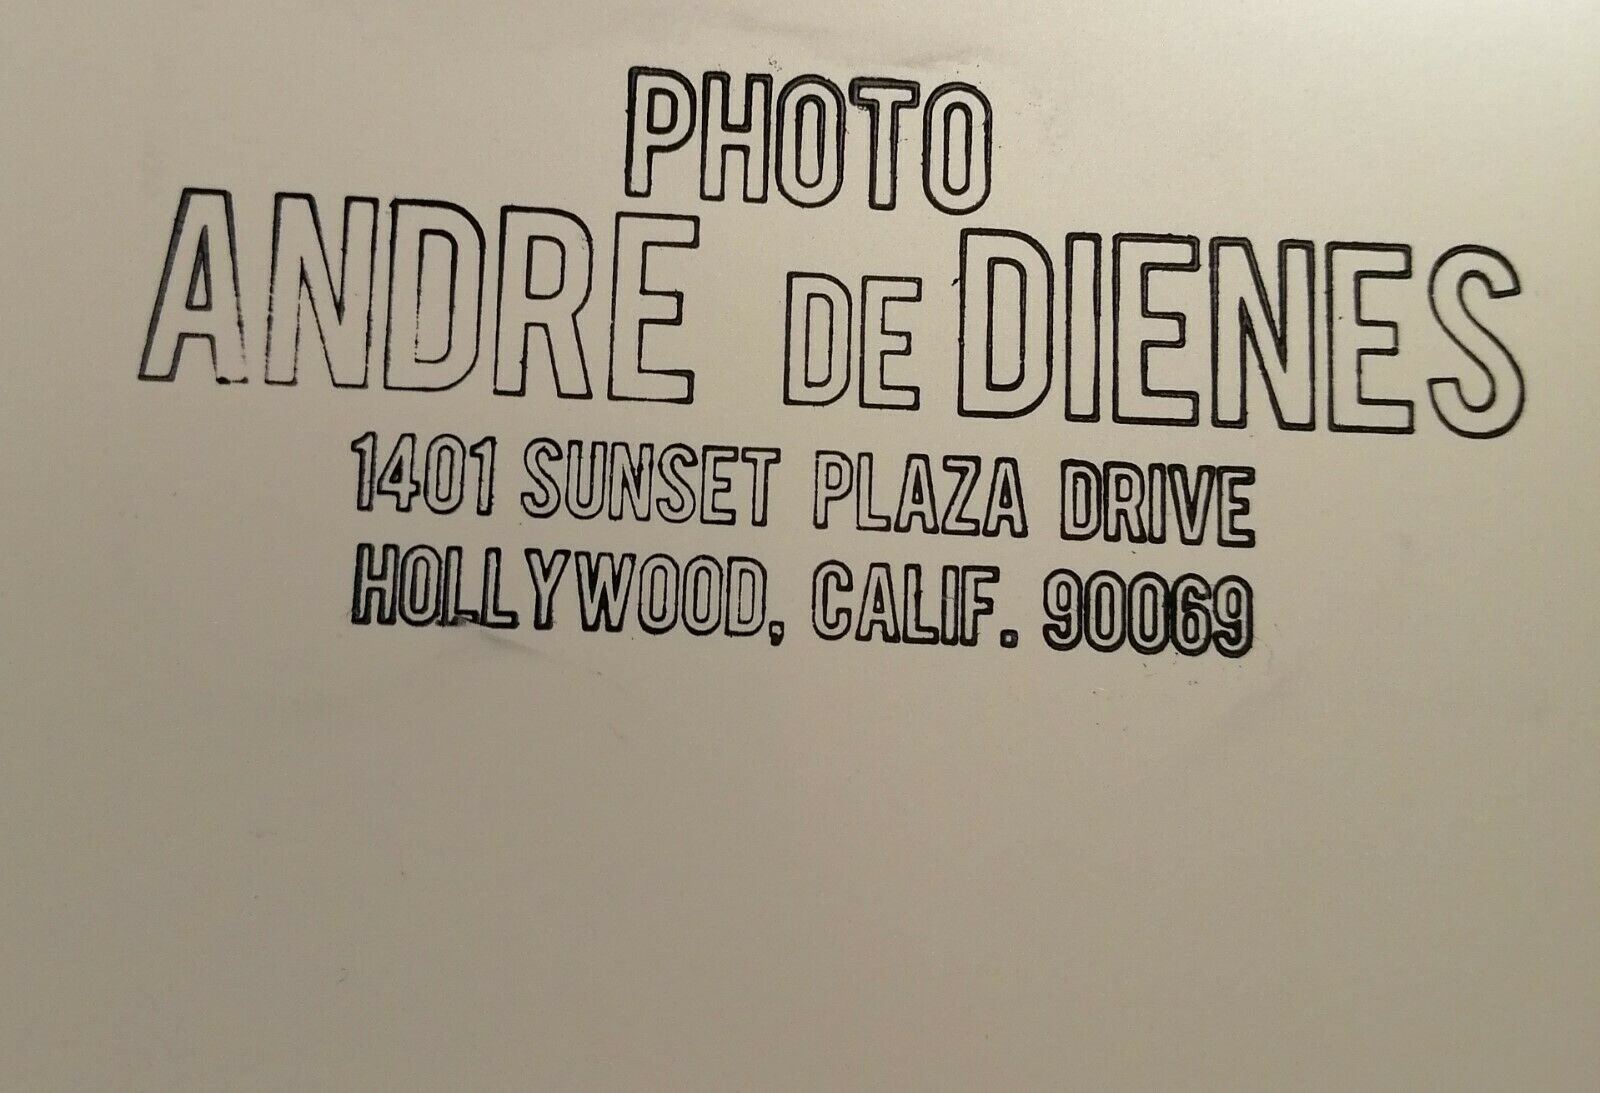 PHOTO
ANDRE DE DIENES
1401 SUNSET PLAZA DRIVE
HOLLYWOOD, CALIF. 90069